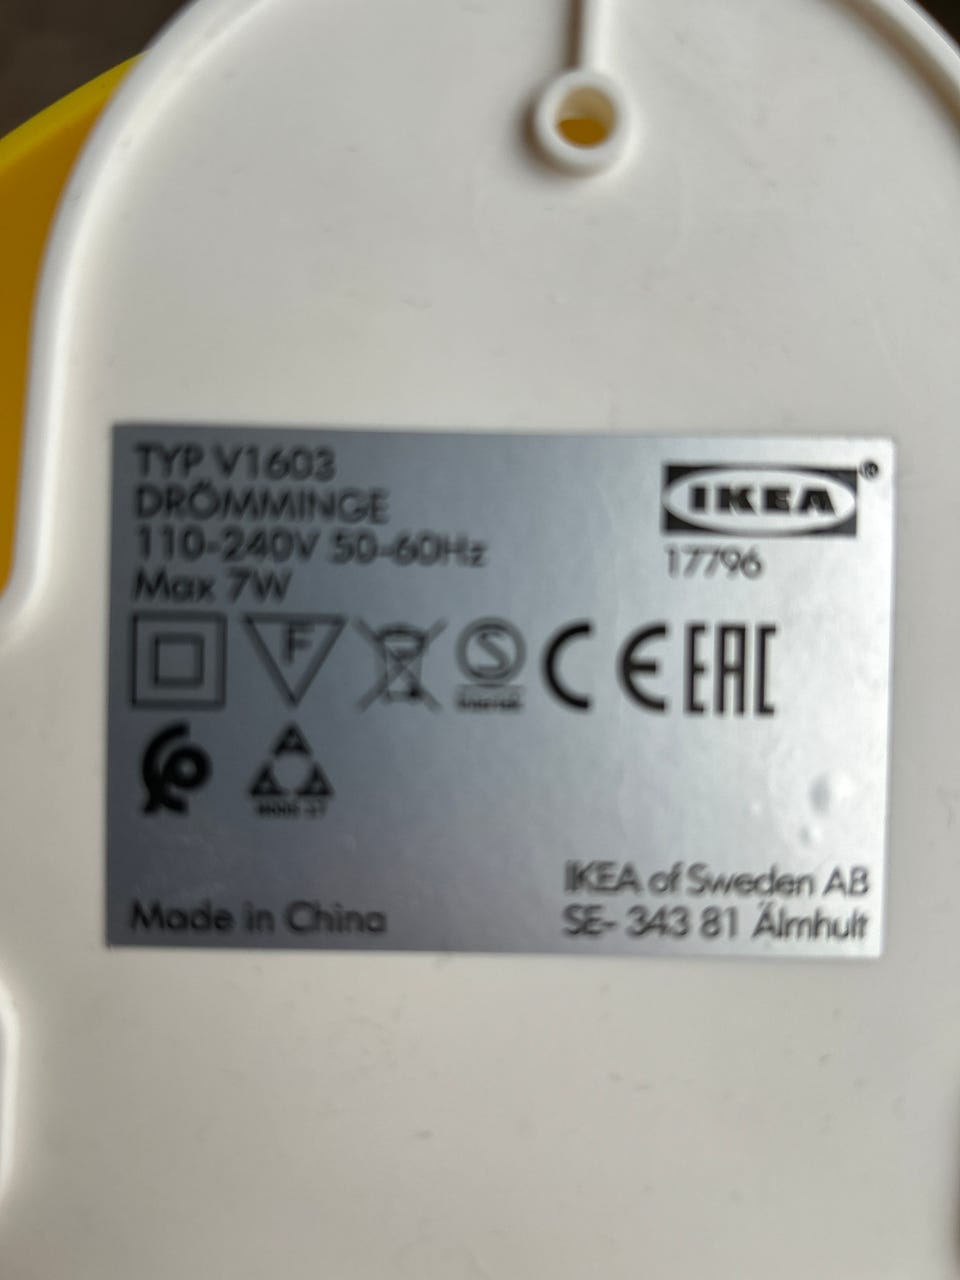 TYP V1603
DRÖMMINGE
110-240V 50-60Hz
Max 7W
IKEA®
17796
F
S
CE EAC
Made in China
IKEA of Sweden AB
SE- 343 81 Älmhult